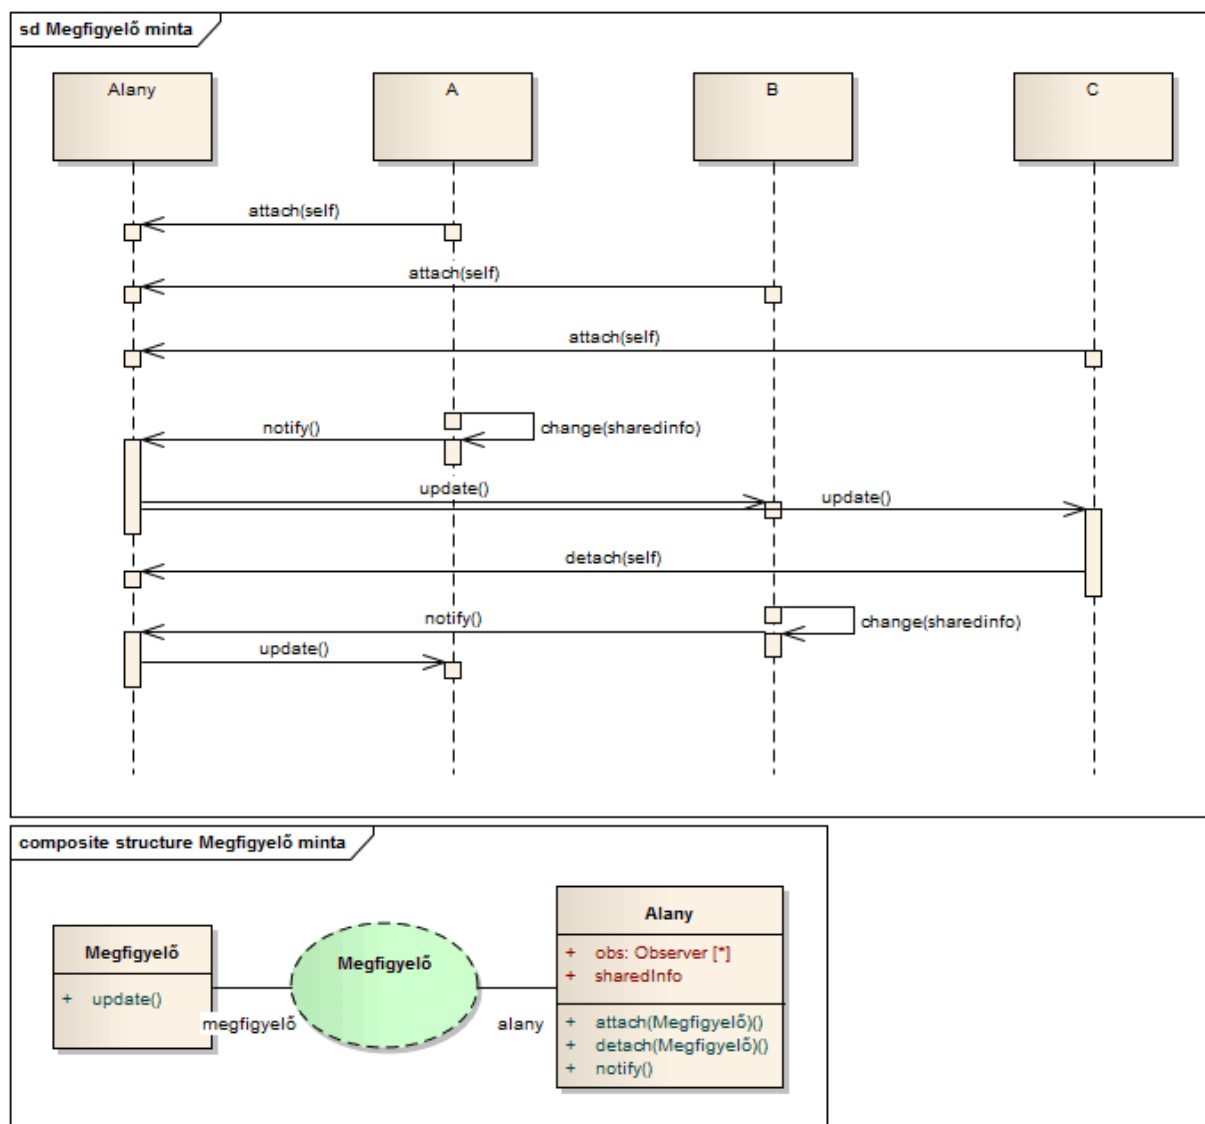 sd Megfigyelő minta
Alany
A
B
C
attach(self)
attach(self)
attach(self)
notify()
change(sharedinfo)
update()
update()
detach(self)
notify()
change(sharedinfo)
update()
composite structure Megfigyelő minta
Megfigyelő
+ update()
megfigyelő
Megfigyelő
alany
Alany
+ obs: Observer [*]
+ sharedInfo
+ attach(Megfigyelő)()
+ detach(Megfigyelő)()
+ notify()